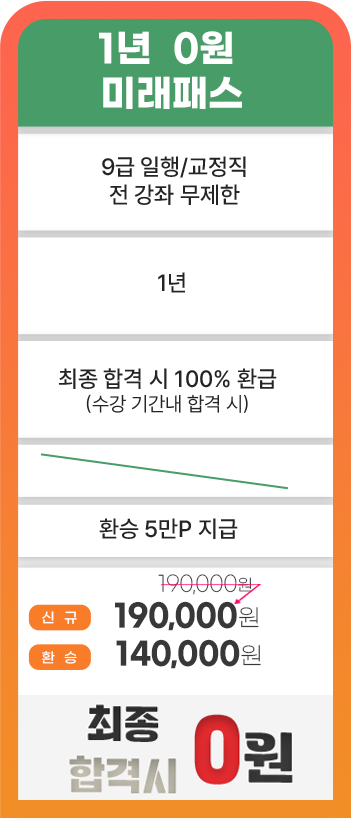 1년 0원
미래패스
9급 일행/교정직
전 강좌 무제한
1년
최종 합격 시 100% 환급
(수강 기간내 합격 시)
환승 5만P 지급
190,000원
신 규 190,000원
환 승 140,000원
최종
합격시 0원